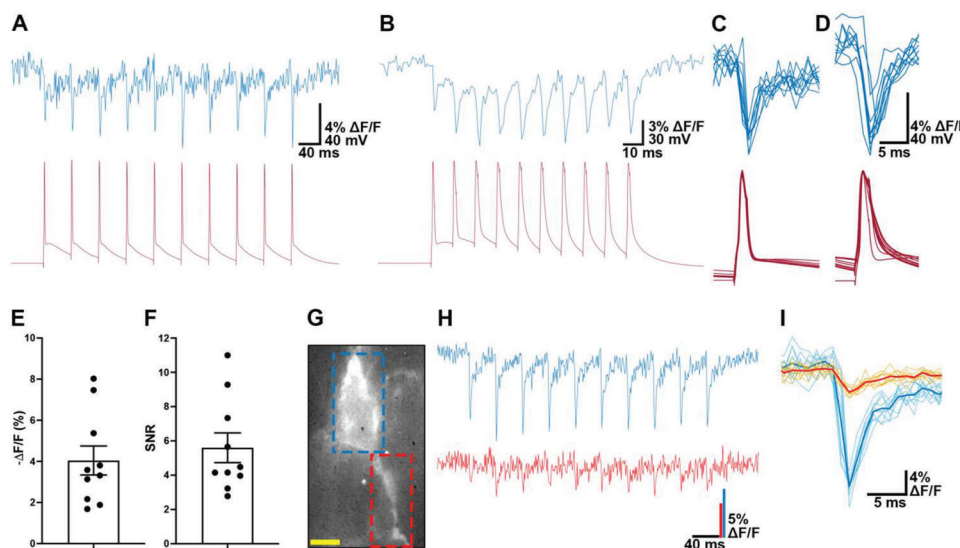 A
B
C
D
4% ΔF/F
40 mV
40 ms
3% ΔF/F
30 mV
10 ms
4% ΔF/F
40 mV
5 ms
E
F
G
H
I
10
8
6
4
2
0
-ΔF/F (%)
12
10
8
6
4
2
0
SNR
5%
ΔF/F
40 ms
4%
ΔF/F
5 ms